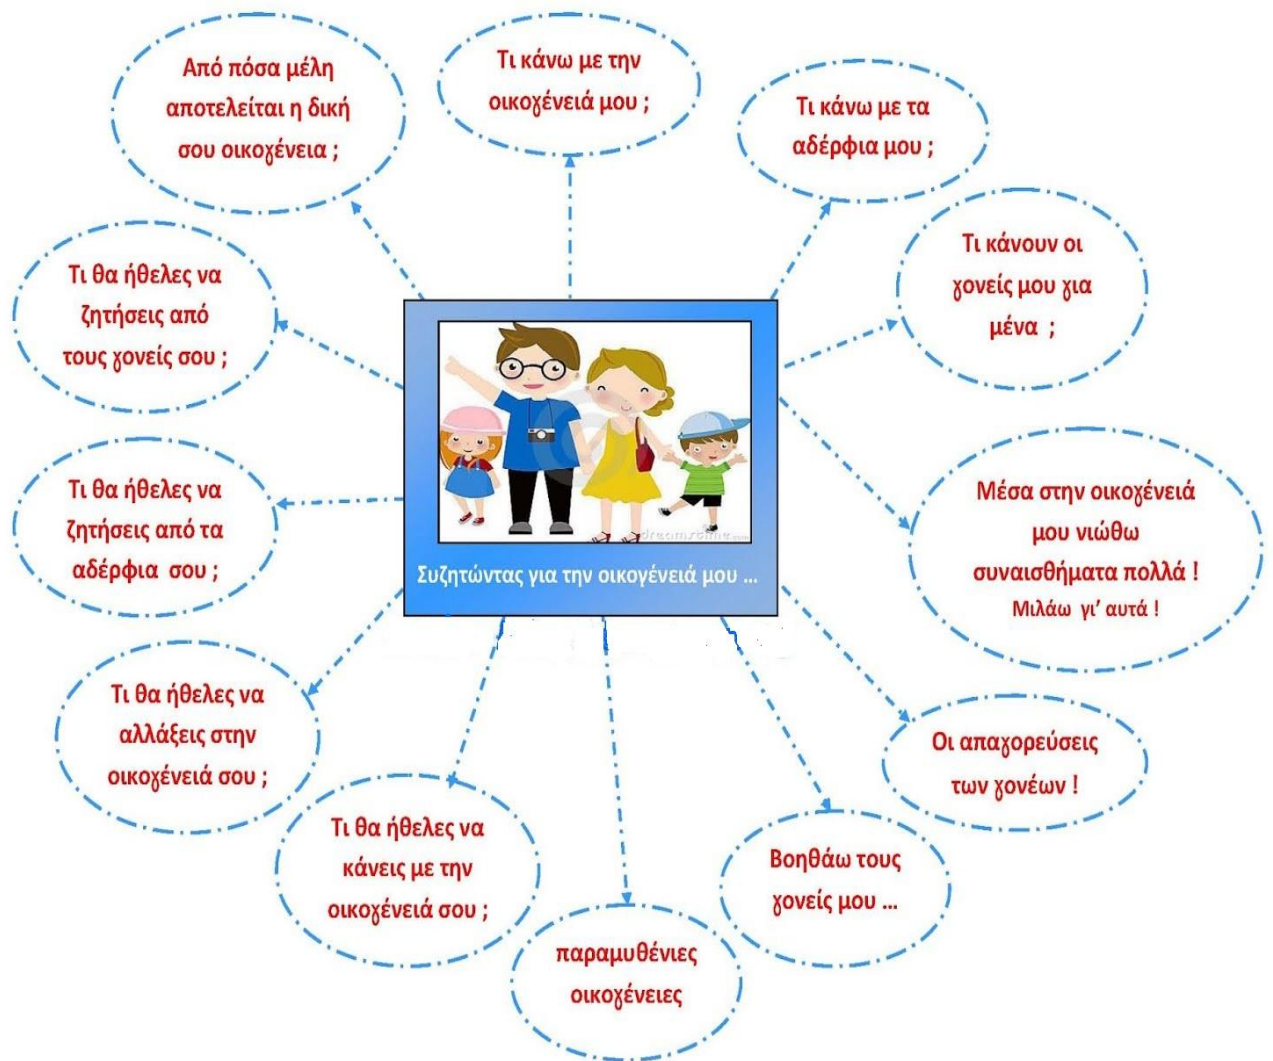 Από πόσα μέλη
αποτελείται η δική
σου οικογένεια ;
Τι κάνω με την
οικογένειά μου ;
Τι κάνω με τα
αδέρφια μου ;
Τι κάνουν οι
γονείς μου για
μένα ;
Μέσα στην οικογένειά
μου νιώθω
συναισθήματα πολλά !
Μιλάω γι’ αυτά !
Οι απαγορεύσεις
των γονέων !
Βοηθάω τους
γονείς μου ...
παραμυθένιες
οικογένειες
Τι θα ήθελες να
κάνεις με την
οικογένειά σου ;
Τι θα ήθελες να
αλλάξεις στην
οικογένειά σου ;
Τι θα ήθελες να
ζητήσεις από τα
αδέρφια σου ;
Τι θα ήθελες να
ζητήσεις από
τους γονείς σου ;
dreamstime.com
Συζητώντας για την οικογένειά μου ...